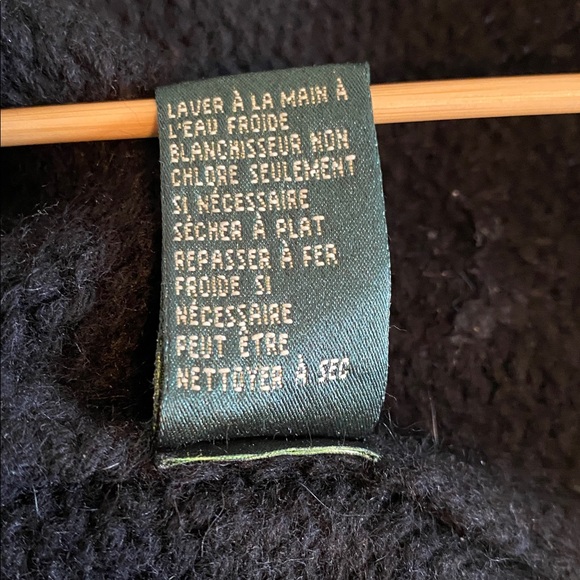 LAVER À LA MAIN À
L'EAU FROIDE
BLANCHISSEUR NON
CHLORE SEULEMENT
SI NÉCESSAIRE
SÉCHER À PLAT
REPASSER À FER
FROIDE SI
NÉCESSAIRE
PEUT ÊTRE
NETTOYER À SEC